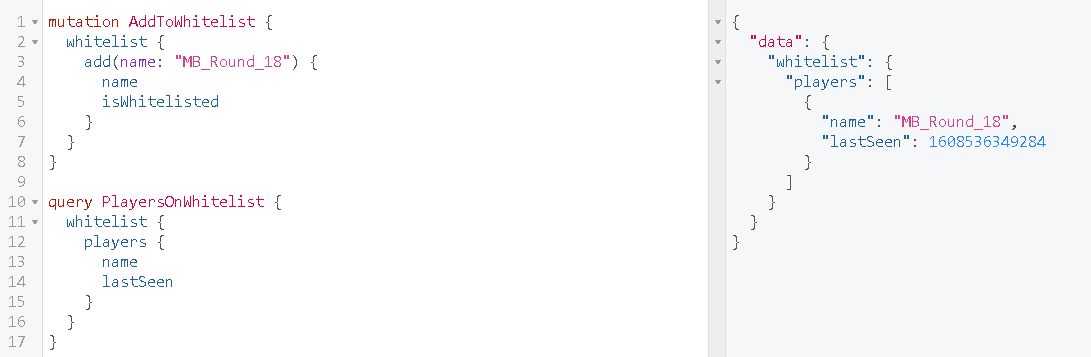 1 mutation AddToWhitelist {
2   whitelist {
3     add(name: "MB_Round_18") {
4       name
5       isWhitelisted
6     }
7   }
8 }
9
10 query PlayersOnWhitelist {
11   whitelist {
12     players {
13       name
14       lastSeen
15     }
16   }
17 }
{
  "data": {
    "whitelist": {
      "players": [
        {
          "name": "MB_Round_18",
          "lastSeen": 1608536349284
        }
      ]
    }
  }
}